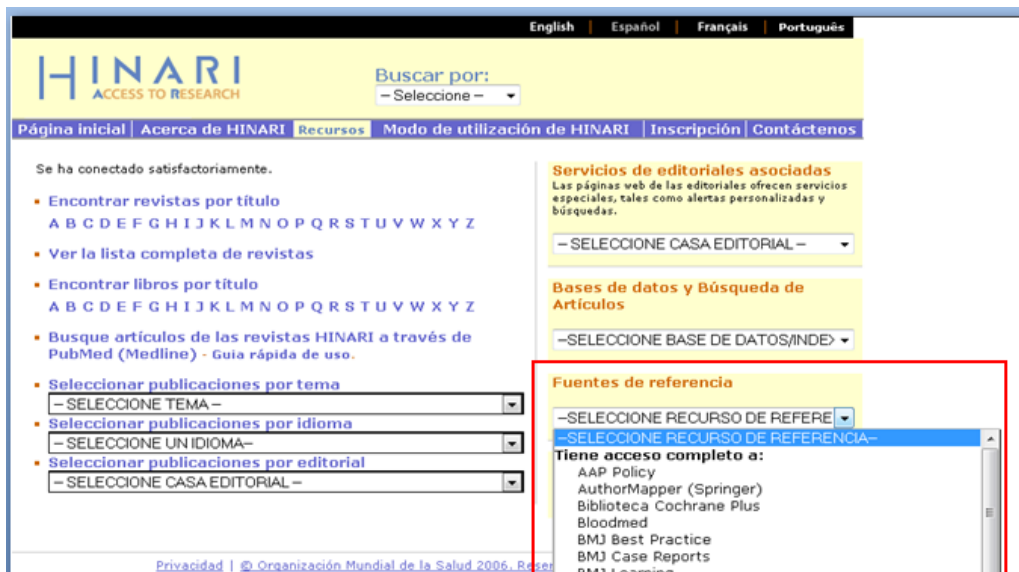 English | Español | Français | Português
HINARI
ACCESS TO RESEARCH
Buscar por:
– Seleccione –
Página inicial | Acerca de HINARI | Recursos | Modo de utilización de HINARI | Inscripción | Contáctenos
Se ha conectado satisfactoriamente.
Encontrar revistas por título
A B C D E F G H I J K L M N O P Q R S T U V W X Y Z
Ver la lista completa de revistas
Encontrar libros por título
A B C D E F G H I J K L M N O P Q R S T U V W X Y Z
Busque artículos de las revistas HINARI a través de
PubMed (Medline) - Guia rápida de uso.
Seleccionar publicaciones por tema
– SELECCIONE TEMA –
Seleccionar publicaciones por idioma
– SELECCIONE UN IDIOMA–
Seleccionar publicaciones por editorial
– SELECCIONE CASA EDITORIAL –
Servicios de editoriales asociadas
Las páginas web de las editoriales ofrecen servicios
especiales, tales como alertas personalizadas y
búsquedas.
– SELECCIONE CASA EDITORIAL –
Bases de datos y Búsqueda de
Artículos
–SELECCIONE BASE DE DATOS/INDE
Fuentes de referencia
–SELECCIONE RECURSO DE REFERE
–SELECCIONE RECURSO DE REFERENCIA–
Tiene acceso completo a:
AAP Policy
AuthorMapper (Springer)
Biblioteca Cochrane Plus
Bloodmed
BMJ Best Practice
BMJ Case Reports
BMJ Learning
Privacidad | © Organización Mundial de la Salud 2006. Reser